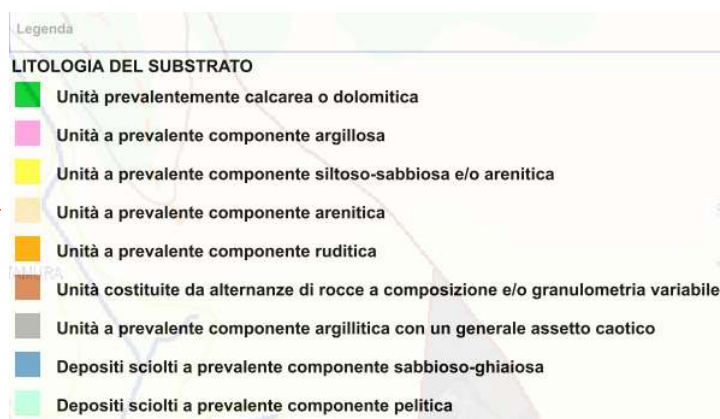 Legenda
LITOLOGIA DEL SUBSTRATO
Unità prevalentemente calcarea o dolomitica
Unità a prevalente componente argillosa
Unità a prevalente componente siltoso-sabbiosa e/o arenitica
Unità a prevalente componente arenitica
Unità a prevalente componente ruditica
Unità costituite da alternanze di rocce a composizione e/o granulometria variabile
Unità a prevalente componente argillitica con un generale assetto caotico
Depositi sciolti a prevalente componente sabbioso-ghiaiosa
Depositi sciolti a prevalente componente pelitica